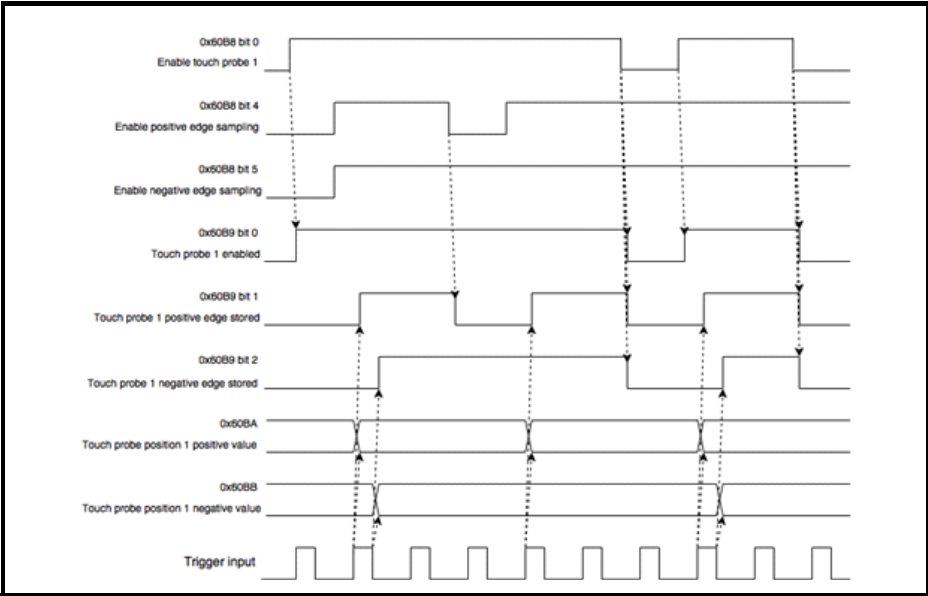 0x60B8 bit 0
Enable touch probe 1
0x60B8 bit 4
Enable positive edge sampling
0x60B8 bit 5
Enable negative edge sampling
0x60B9 bit 0
Touch probe 1 enabled
0x60B9 bit 1
Touch probe 1 positive edge stored
0x60B9 bit 2
Touch probe 1 negative edge stored
0x60BA
Touch probe position 1 positive value
0x60BB
Touch probe position 1 negative value
Trigger input